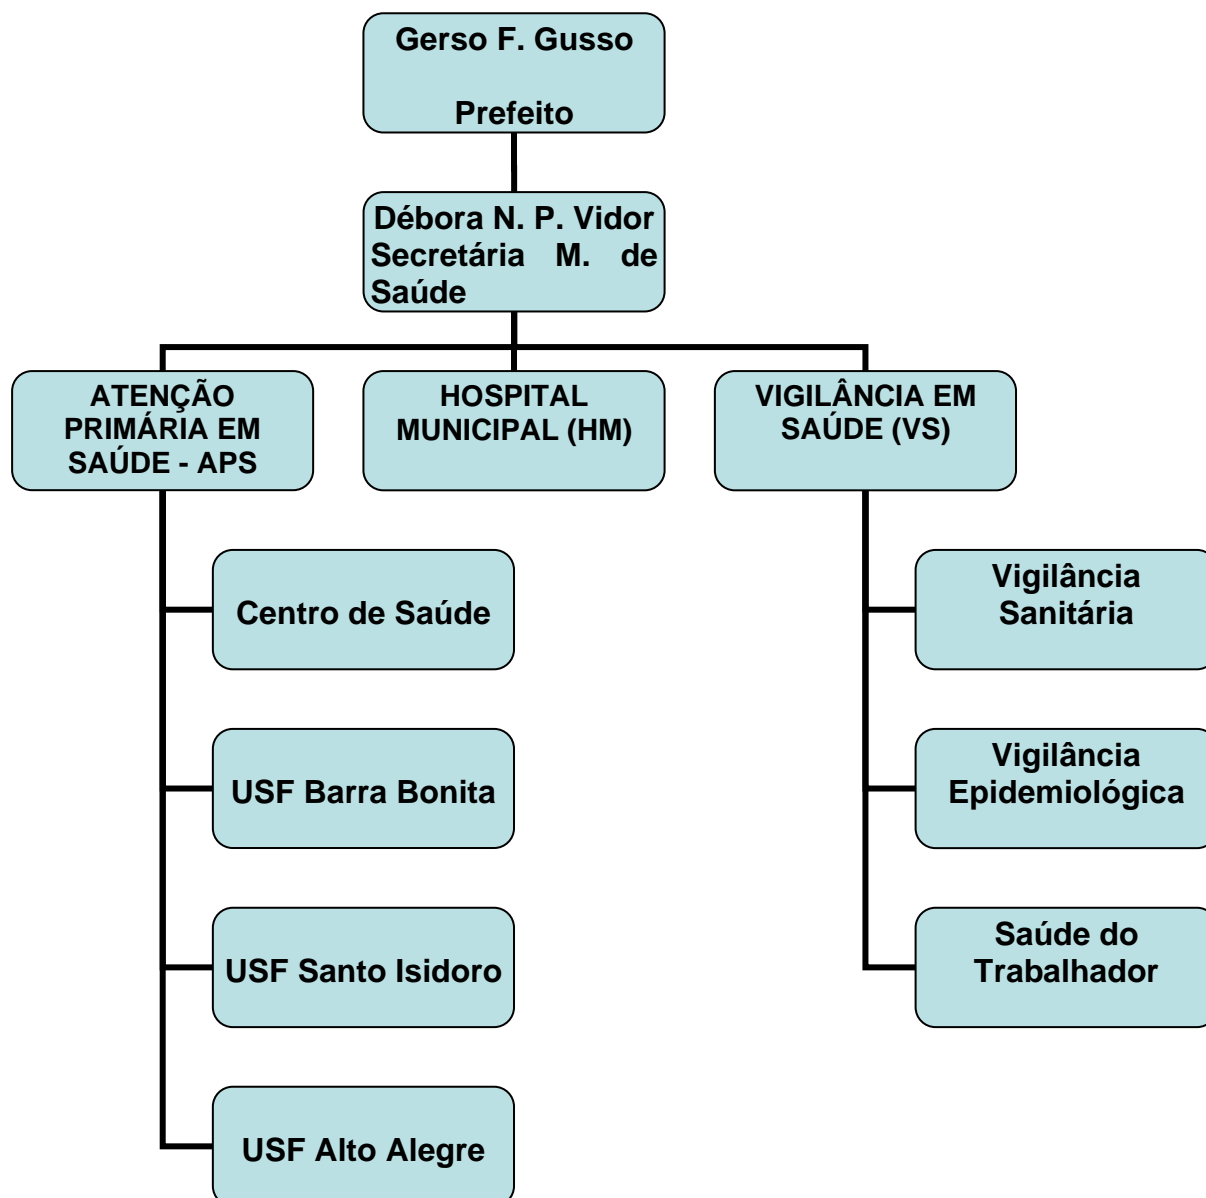 Gerso F. Gusso
Prefeito
Débora N. P. Vidor
Secretária M. de
Saúde
ATENÇÃO
PRIMÁRIA EM
SAÚDE - APS
HOSPITAL
MUNICIPAL (HM)
VIGILÂNCIA EM
SAÚDE (VS)
Centro de Saúde
USF Barra Bonita
USF Santo Isidoro
USF Alto Alegre
Vigilância
Sanitária
Vigilância
Epidemiológica
Saúde do
Trabalhador